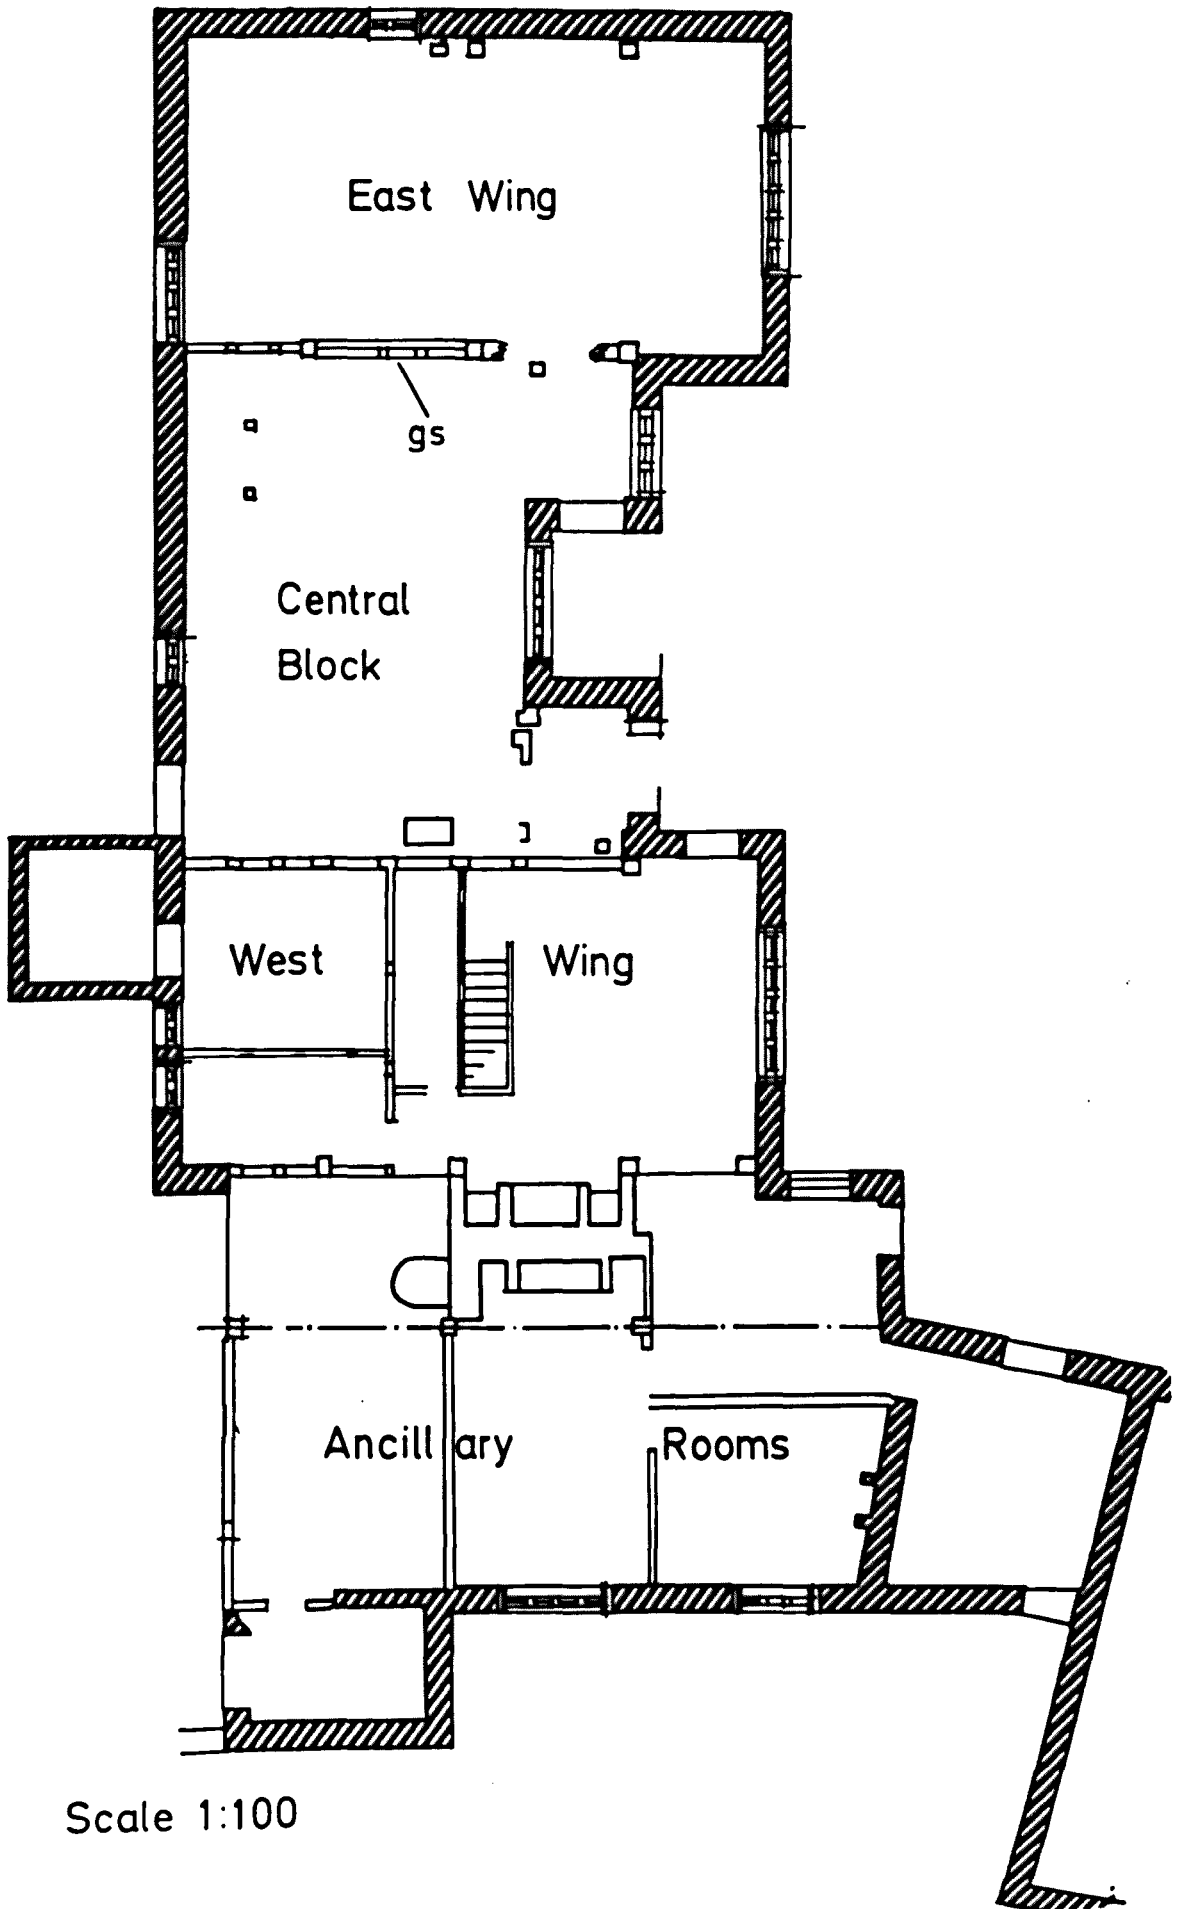 East Wing
gs
Central
Block
West Wing
Ancillary Rooms
Scale 1:100